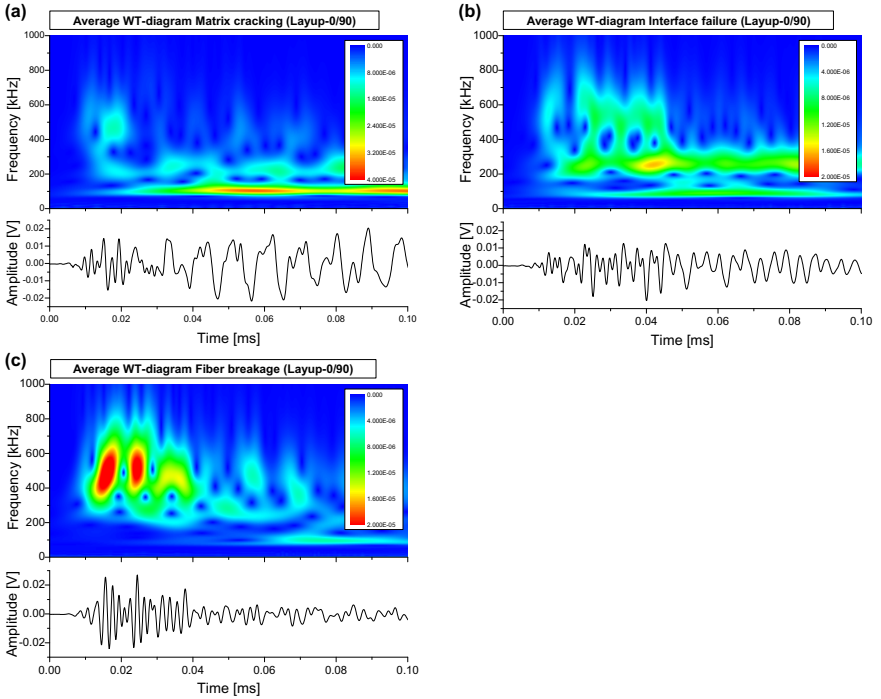 (a)
Average WT-diagram Matrix cracking (Layup-0/90)
Frequency [kHz]
1000
800
600
400
200
0
0.000
8.000E-06
1.600E-05
2.400E-05
3.200E-05
4.000E-05
Amplitude [V]
0.02
0.01
0.00
-0.01
-0.02
0.00 0.02 0.04 0.06 0.08 0.10
Time [ms]
(b)
Average WT-diagram Interface failure (Layup-0/90)
Frequency [kHz]
1000
800
600
400
200
0
0.000
4.000E-06
8.000E-06
1.200E-05
1.600E-05
2.000E-05
Amplitude [V]
0.02
0.01
0.00
-0.01
-0.02
0.00 0.02 0.04 0.06 0.08 0.10
Time [ms]
(c)
Average WT-diagram Fiber breakage (Layup-0/90)
Frequency [kHz]
1000
800
600
400
200
0
0.000
4.000E-06
8.000E-06
1.200E-05
1.600E-05
2.000E-05
Amplitude [V]
0.02
0.00
-0.02
0.00 0.02 0.04 0.06 0.08 0.10
Time [ms]